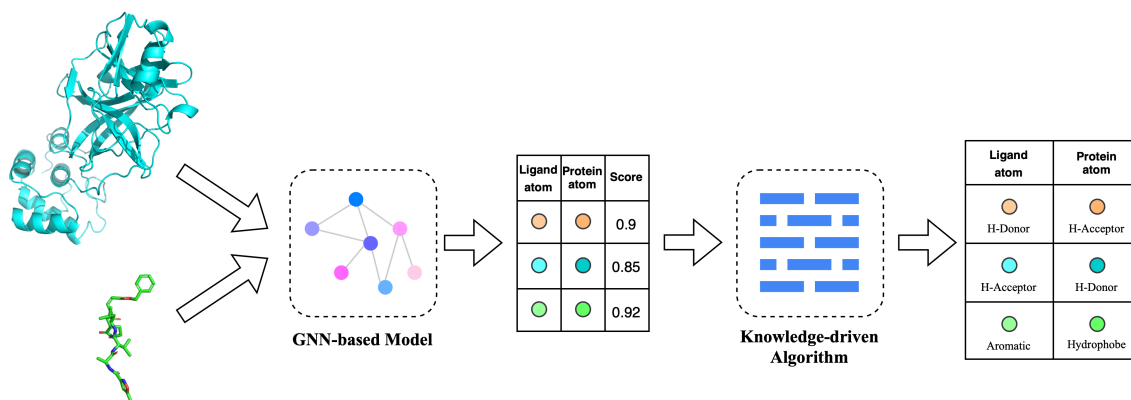 GNN-based Model
Ligand atom Protein atom Score
0.9
0.85
0.92
Knowledge-driven
Algorithm
Ligand atom Protein atom
H-Donor H-Acceptor
H-Acceptor H-Donor
Aromatic Hydrophobe